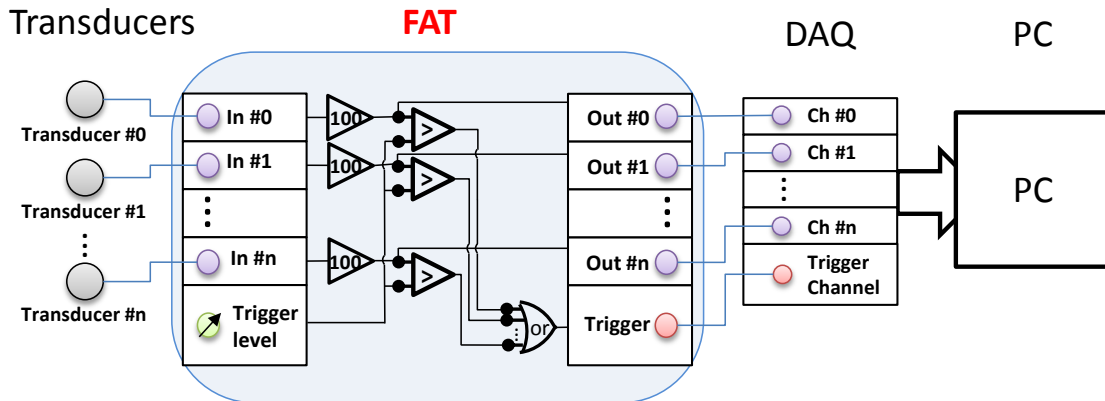 Transducers
FAT
DAQ
PC
Transducer #0
Transducer #1
⋮
Transducer #n
In #0
In #1
⋮
In #n
Trigger
level
100
100
100
>
>
>
or
Out #0
Out #1
⋮
Out #n
Trigger
Ch #0
Ch #1
⋮
Ch #n
Trigger
Channel
PC